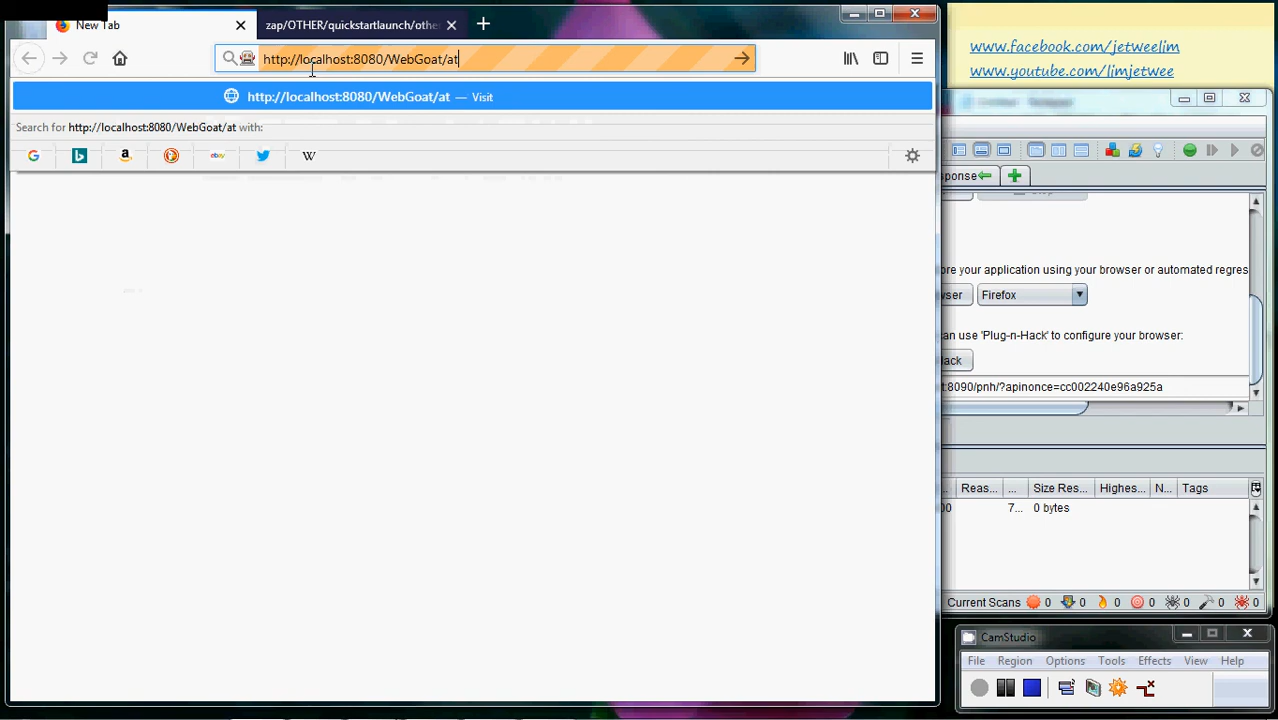 New Tab
zap/OTHER/quickstartlaunch/othe
http://localhost:8080/WebGoat/at
http://localhost:8080/WebGoat/at — Visit
Search for http://localhost:8080/WebGoat/at with:
www.facebook.com/jetweelim
www.youtube.com/limjetwee
sponse
ore your application using your browser or automated regres
wser
Firefox
can use 'Plug-n-Hack' to configure your browser:
Hack
t:8090/pnh/?apinonce=cc002240e96a925a
Reas...
...
Size Res...
Highes...
N...
Tags
00
7...
0 bytes
Current Scans 0 0 0 0 0 0 0
CamStudio
File Region Options Tools Effects View Help